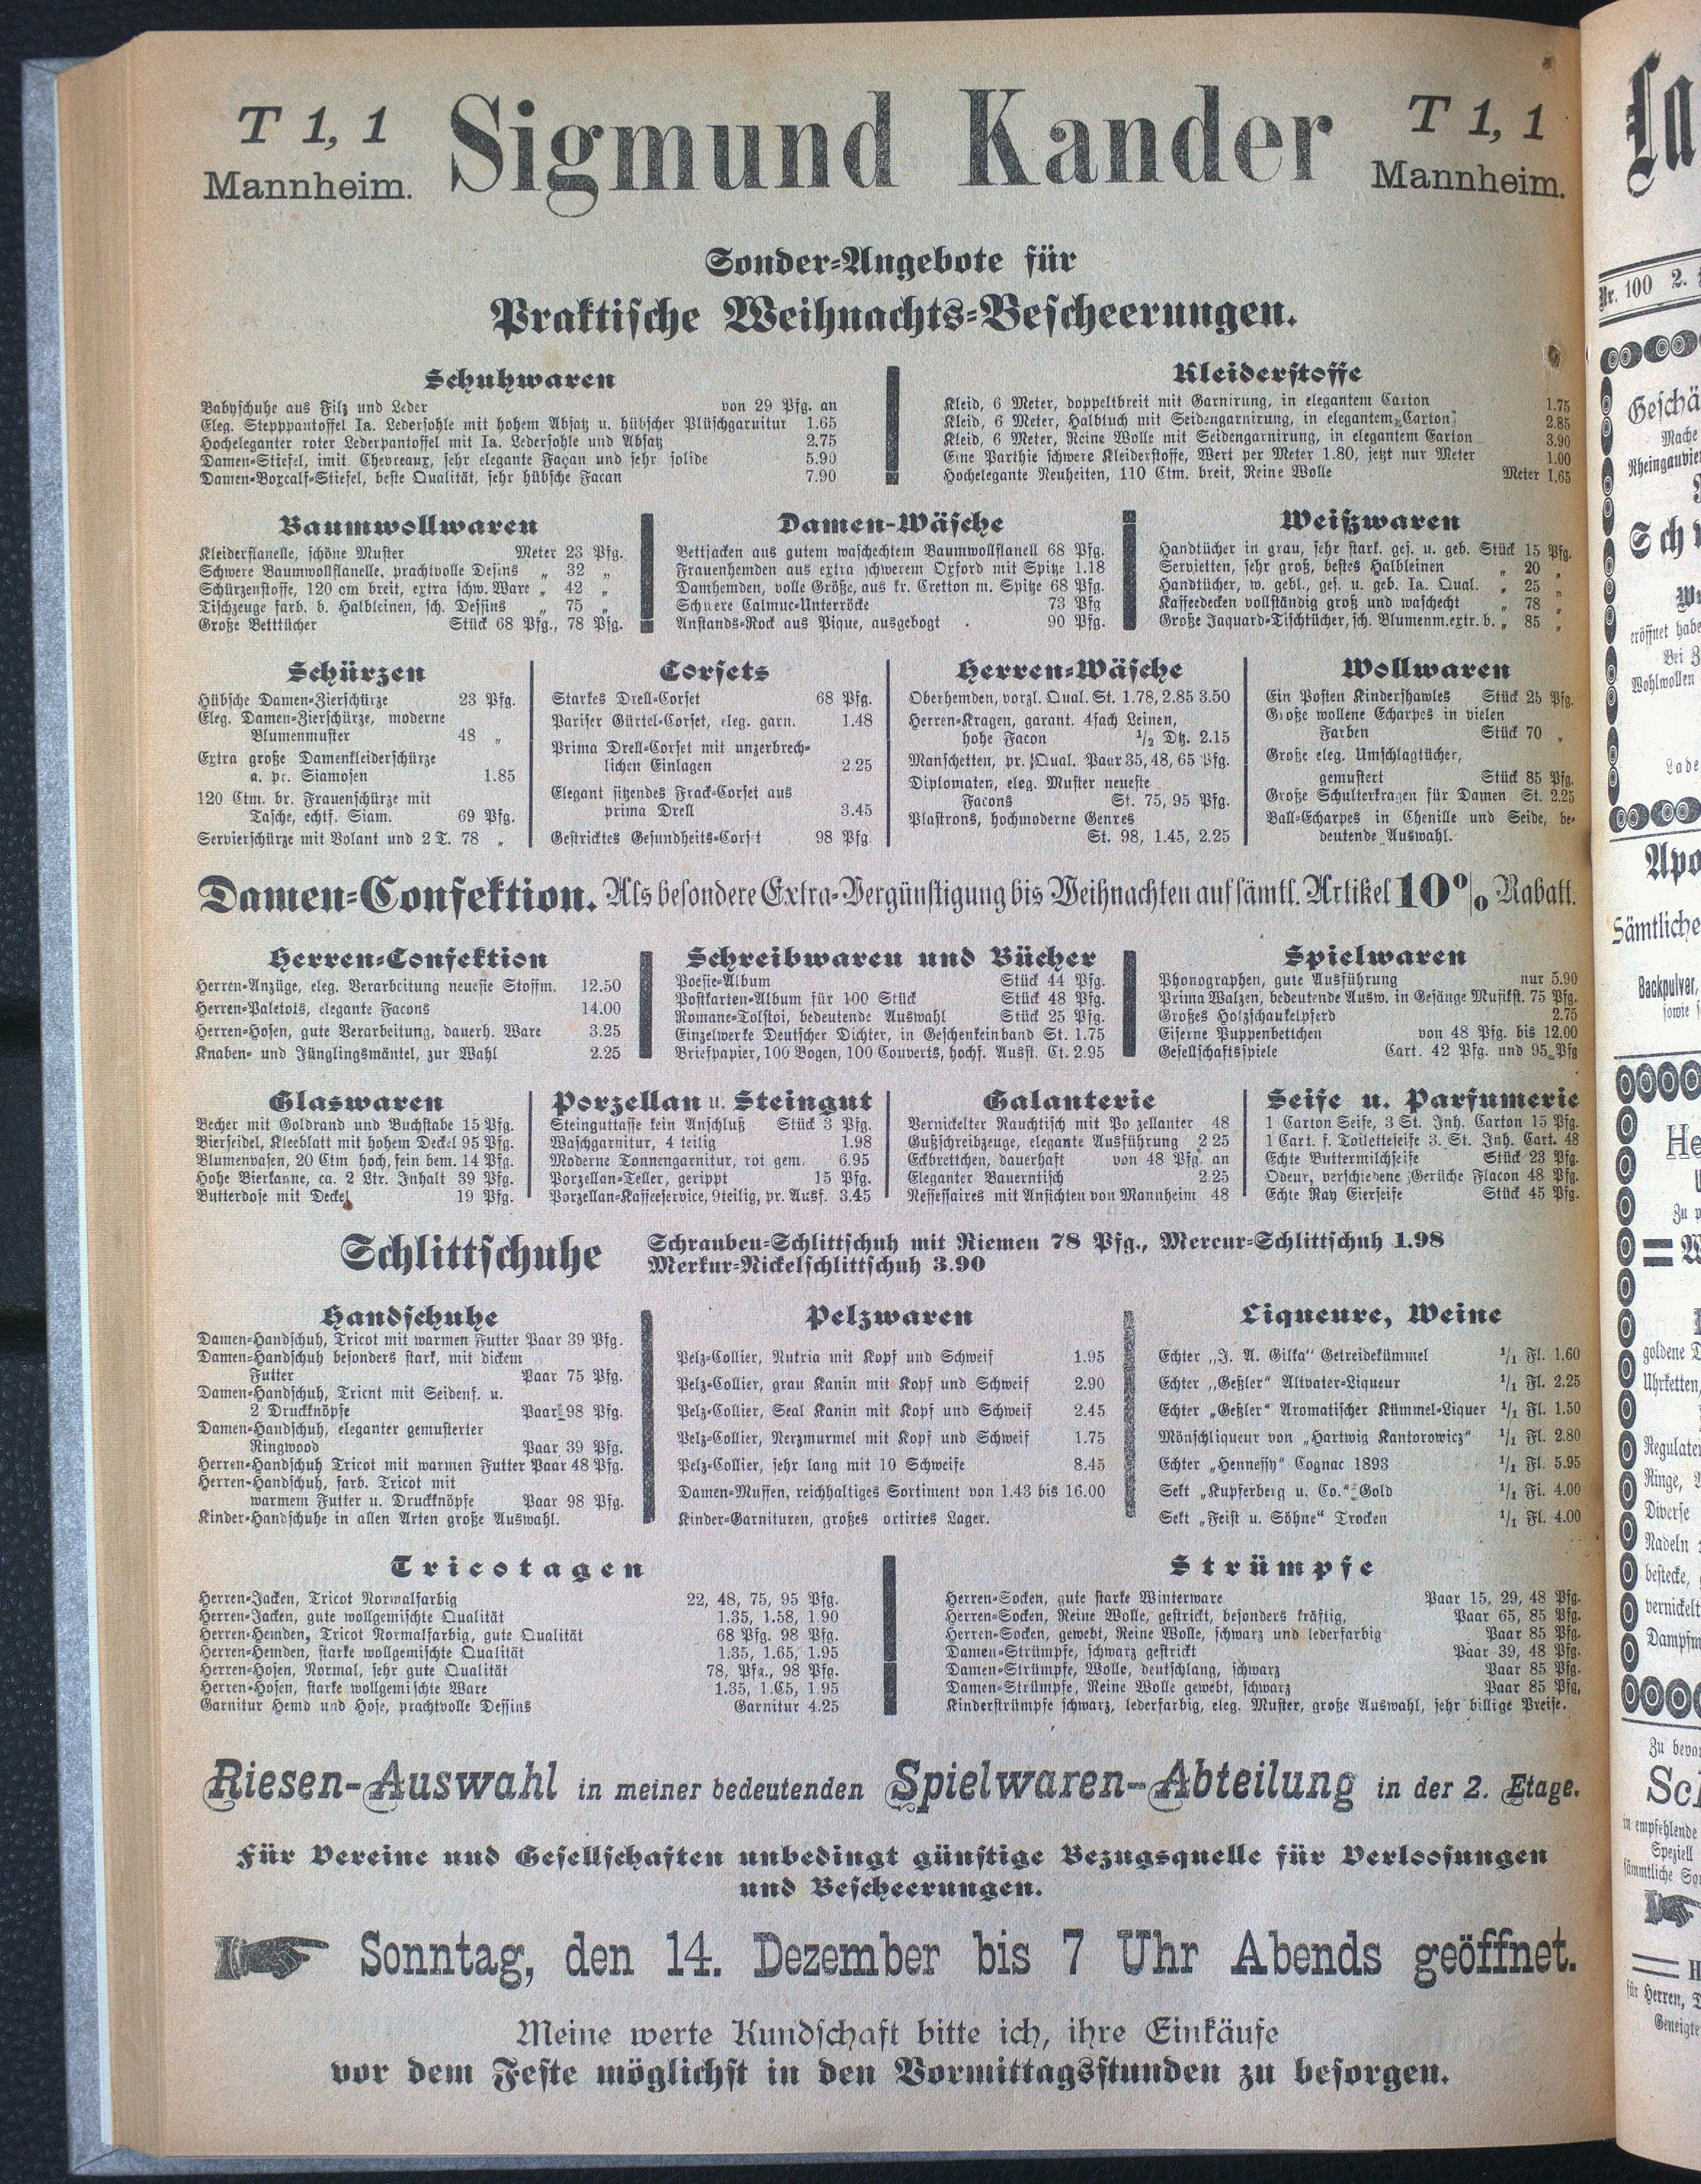 T 1, 1
Mannheim.
Sigmund Kander
T 1, 1
Mannheim.
Sonder-Angebote für
Praktische Weihnachts-Bescheerungen.
Schuhwaren
Babyschuhe aus Filz und Leder von 29 Pfg. an
Eleg. Stepppantoffel Ia. Ledersohle mit hohem Absatz u. hübscher Plüschgarnitur 1.65
Hocheleganter roter Lederpantoffel mit Ia. Ledersohle und Absatz 2.75
Damen-Stiefel, imit. Chevreaux, sehr elegante Façan und sehr solide 5.90
Damen-Boxcalf-Stiefel, beste Qualität, sehr hübsche Facan 7.90
Kleiderstoffe
Kleid, 6 Meter, doppeltbreit mit Garnirung, in elegantem Carton 1.75
Kleid, 6 Meter, Halbtuch mit Seidengarnirung, in elegantem Carton 2.85
Kleid, 6 Meter, Reine Wolle mit Seidengarnirung, in elegantem Carton 3.90
Eine Parthie schwere Kleiderstoffe, Wert per Meter 1.80, jetzt nur Meter 1.00
Hochelegante Neuheiten, 110 Ctm. breit, Reine Wolle Meter 1.65
Baumwollwaren
Kleiderflanelle, schöne Muster Meter 23 Pfg.
Schwere Baumwollflanelle, prachtvolle Desins „ 32 „
Schürzenstoffe, 120 cm breit, extra schw. Ware „ 42 „
Tischzeuge farb. b. Halbleinen, sch. Dessins „ 75 „
Große Betttücher Stück 68 Pfg., 78 Pfg.
Damen-Wäsche
Bettjacken aus gutem waschechtem Baumwollflanell 68 Pfg.
Frauenhemden aus extra schwerem Oxford mit Spitze 1.18
Damhemden, volle Größe, aus kr. Cretton m. Spitze 68 Pfg.
Schwere Calmuc-Unterröcke 73 Pfg
Anstands-Rock aus Pique, ausgebogt . 90 Pfg.
Weißwaren
Handtücher in grau, sehr stark. ges. u. geb. Stück 15 Pfg.
Servietten, sehr groß, bestes Halbleinen „ 20 „
Handtücher, w. gebl., ges. u. geb. Ia. Qual. „ 25 „
Kaffeedecken vollständig groß und waschecht „ 78 „
Große Jaquard-Tischtücher, sch. Blumenm. extr. b. „ 85 „
Schürzen
Hübsche Damen-Zierschürze 23 Pfg.
Eleg. Damen-Zierschürze, moderne
Blumenmuster 48 „
Extra große Damenkleiderschürze
a. pr. Siamosen 1.85
120 Ctm. br. Frauenschürze mit
Tasche, echtf. Siam. 69 Pfg.
Servierschürze mit Volant und 2 T. 78 „
Corsets
Starkes Drell-Corset 68 Pfg.
Pariser Gürtel-Corset, eleg. garn. 1.48
Prima Drell-Corset mit unzerbrech-
lichen Einlagen 2.25
Elegant sitzendes Frack-Corset aus
prima Drell 3.45
Gestricktes Gesundheits-Cors t 98 Pfg
Herren-Wäsche
Oberhemden, vorzl. Qual. St. 1.78, 2.85 3.50
Herren-Kragen, garant. 4fach Leinen,
hohe Facon 1/2 Dtz. 2.15
Manschetten, pr. Qual. Paar 35, 48, 65 Pfg.
Diplomaten, eleg. Muster neueste
Facons St. 75, 95 Pfg.
Plastrons, hochmoderne Genres
St. 98, 1.45, 2.25
Wollwaren
Ein Posten Kindershawles Stück 25 Pfg.
Große wollene Echarpes in vielen
Farben Stück 70 „
Große eleg. Umschlagtücher,
gemustert Stück 85 Pfg.
Große Schulterkragen für Damen St. 2.25
Ball-Echarpes in Chenille und Seide, be-
deutende Auswahl.
Damen-Confektion. Als besondere Extra-Vergünstigung bis Weihnachten auf sämtl. Artikel 10% Rabatt.
Herren-Confektion
Herren-Anzüge, eleg. Verarbeitung neueste Stoffm. 12.50
Herren-Paletots, elegante Facons 14.00
Herren-Hosen, gute Verarbeitung, dauerh. Ware 3.25
Knaben- und Jünglingsmäntel, zur Wahl 2.25
Schreibwaren und Bücher
Poesie-Album Stück 44 Pfg.
Postkarten-Album für 100 Stück Stück 48 Pfg.
Romane-Tolstoi, bedeutende Auswahl Stück 25 Pfg.
Einzelwerke Deutscher Dichter, in Geschenkeinband St. 1.75
Briefpapier, 100 Bogen, 100 Couverts, hochf. Ausst. Ct. 2.95
Spielwaren
Phonographen, gute Ausführung nur 5.90
Prima Walzen, bedeutende Ausw. in Gesänge Musikst. 75 Pfg.
Großes Holzschaukelpferd 2.75
Eiserne Puppenbettchen von 48 Pfg. bis 12.00
Gesellschaftsspiele Cart. 42 Pfg. und 95 Pfg
Glaswaren
Becher mit Goldrand und Buchstabe 15 Pfg.
Bierseidel, Kleeblatt mit hohem Deckel 95 Pfg.
Blumenvasen, 20 Ctm hoch, fein bem. 14 Pfg.
Hohe Bierkanne, ca. 2 Ltr. Inhalt 39 Pfg.
Butterdose mit Deckel 19 Pfg.
Porzellan u. Steingut
Steinguttasse kein Anschluß Stück 3 Pfg.
Waschgarnitur, 4 teilig 1.98
Moderne Tonnengarnitur, rot gem. 6.95
Porzellan-Teller, gerippt 15 Pfg.
Porzellan-Kaffeeservice, 9teilig, pr. Ausf. 3.45
Galanterie
Vernickelter Rauchtisch mit Po zellanter 48
Gußschreibzeuge, elegante Ausführung 2 25
Eckbrettchen, dauerhaft von 48 Pfg. an
Eleganter Bauerntisch 2.25
Nessessaires mit Ansichten von Mannheim 48
Seife u. Parfumerie
1 Carton Seife, 3 St. Inh. Carton 15 Pfg.
1 Cart. f. Toiletteseife 3. St. Inh. Cart. 48
Echte Buttermilchseife Stück 23 Pfg.
Odeur, verschiedene Gerüche Flacon 48 Pfg.
Echte Ray Eierseife Stück 45 Pfg.
Schlittschuhe
Schrauben-Schlittschuh mit Riemen 78 Pfg., Mercur-Schlittschuh 1.98
Merkur-Nickelschlittschuh 3.90
Handschuhe
Damen-Handschuh, Tricot mit warmen Futter Paar 39 Pfg.
Damen-Handschuh besonders stark, mit dickem
Futter Paar 75 Pfg.
Damen-Handschuh, Tricnt mit Seidenf. u.
2 Druckknöpfe Paar 98 Pfg.
Damen-Handschuh, eleganter gemusterter
Ringwood Paar 39 Pfg.
Herren-Handschuh Tricot mit warmen Futter Paar 48 Pfg.
Herren-Handschuh, farb. Tricot mit
warmem Futter u. Druckknöpfe Paar 98 Pfg.
Kinder-Handschuhe in allen Arten große Auswahl.
Pelzwaren
Pelz-Collier, Nutria mit Kopf und Schweif 1.95
Pelz-Collier, grau Kanin mit Kopf und Schweif 2.90
Pelz-Collier, Seal Kanin mit Kopf und Schweif 2.45
Pelz-Collier, Nerzmurmel mit Kopf und Schweif 1.75
Pelz-Collier, sehr lang mit 10 Schweife 8.45
Damen-Muffen, reichhaltiges Sortiment von 1.43 bis 16.00
Kinder-Garnituren, großes ortirtes Lager.
Liqueure, Weine
Echter „J. A. Gilka“ Getreidekümmel 1/1 Fl. 1.60
Echter „Geßler“ Altvater-Liqueur 1/1 Fl. 2.25
Echter „Geßler“ Aromatischer Kümmel-Liquer 1/1 Fl. 1.50
Mönchliqueur von „Hartwig Kantorowicz“ 1/1 Fl. 2.80
Echter „Hennessy“ Cognac 1893 1/1 Fl. 5.95
Sekt „Kupferberg u. Co.“ Gold 1/1 Fl. 4.00
Sekt „Feist u. Söhne“ Trocken 1/1 Fl. 4.00
Tricotagen
Herren-Jacken, Tricot Normalfarbig 22, 48, 75, 95 Pfg.
Herren-Jacken, gute wollgemischte Qualität 1.35, 1.58, 1.90
Herren-Hemden, Tricot Normalfarbig, gute Qualität 68 Pfg. 98 Pfg.
Herren-Hemden, starke wollgemischte Qualität 1.35, 1.65, 1.95
Herren-Hosen, Normal, sehr gute Qualität 78, Pfg., 98 Pfg.
Herren-Hosen, starke wollgemischte Ware 1.35, 1.65, 1.95
Garnitur Hemd und Hose, prachtvolle Dessins Garnitur 4.25
Strümpfe
Herren-Socken, gute starke Winterware Paar 15, 29, 48 Pfg.
Herren-Socken, Reine Wolle, gestrickt, besonders kräftig, Paar 65, 85 Pfg.
Herren-Socken, gewebt, Reine Wolle, schwarz und lederfarbig Paar 85 Pfg.
Damen-Strümpfe, schwarz gestrickt Paar 39, 48 Pfg.
Damen-Strümpfe, Wolle, deutschlang, schwarz Paar 85 Pfg.
Damen-Strümpfe, Reine Wolle gewebt, schwarz Paar 85 Pfg.
Kinderstrümpfe schwarz, lederfarbig, eleg. Muster, große Auswahl, sehr billige Preise.
Riesen-Auswahl in meiner bedeutenden Spielwaren-Abteilung in der 2. Etage.
Für Vereine und Gesellschaften unbedingt günstige Bezugsquelle für Verloosungen
und Bescheerungen.
Sonntag, den 14. Dezember bis 7 Uhr Abends geöffnet.
Meine werte Kundschaft bitte ich, ihre Einkäufe
vor dem Feste möglichst in den Vormittagsstunden zu besorgen.
Nr. 100 2.
Mache
Sämtliche
Backpulver,
goldene
Uhrketten,
Ringe,
Diverse
Nadeln
bestecke,
vernickelt
in empfehlende
Speziell
sämmtliche
für Herren,